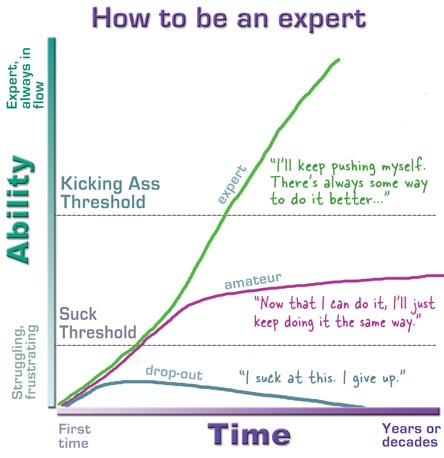 How to be an expert
Expert,
always in
flow
Ability
Struggling,
frustrating
Kicking Ass
Threshold
expert
"I'll keep pushing myself.
There's always some way
to do it better..."
amateur
"Now that I can do it, I'll just
keep doing it the same way."
Suck
Threshold
drop-out
"I suck at this. I give up."
First
time
Time
Years or
decades